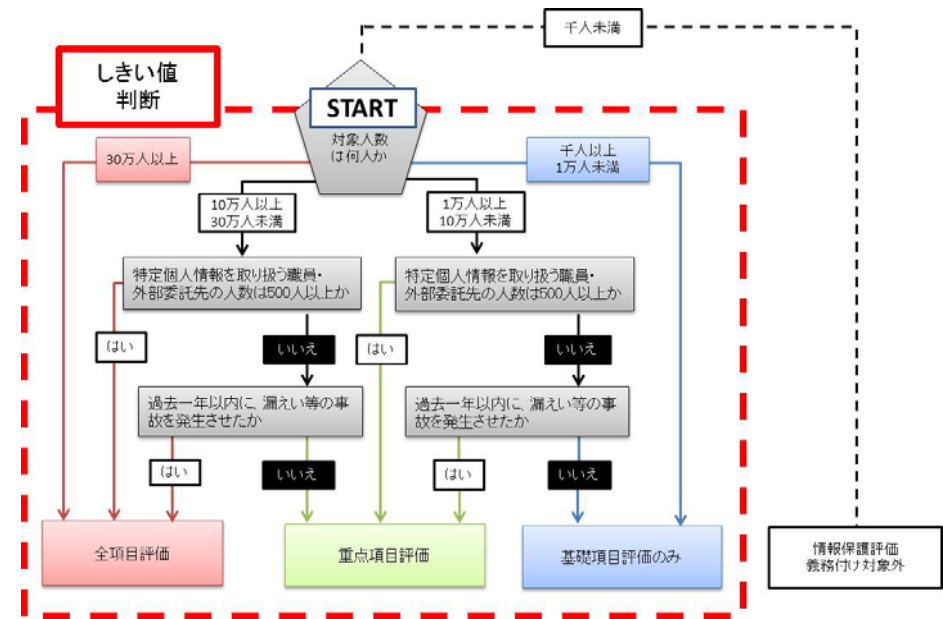 千人未満
しきい値
判断
START
対象人数
は何人か
30万人以上
千人以上
1万人未満
10万人以上
30万人未満
1万人以上
10万人未満
特定個人情報を取り扱う職員・
外部委託先の人数は500人以上か
特定個人情報を取り扱う職員・
外部委託先の人数は500人以上か
はい
いいえ
はい
いいえ
過去一年以内に、漏えい等の事
故を発生させたか
過去一年以内に、漏えい等の事
故を発生させたか
はい
いいえ
はい
いいえ
全項目評価
重点項目評価
基礎項目評価のみ
情報保護評価
義務付け対象外